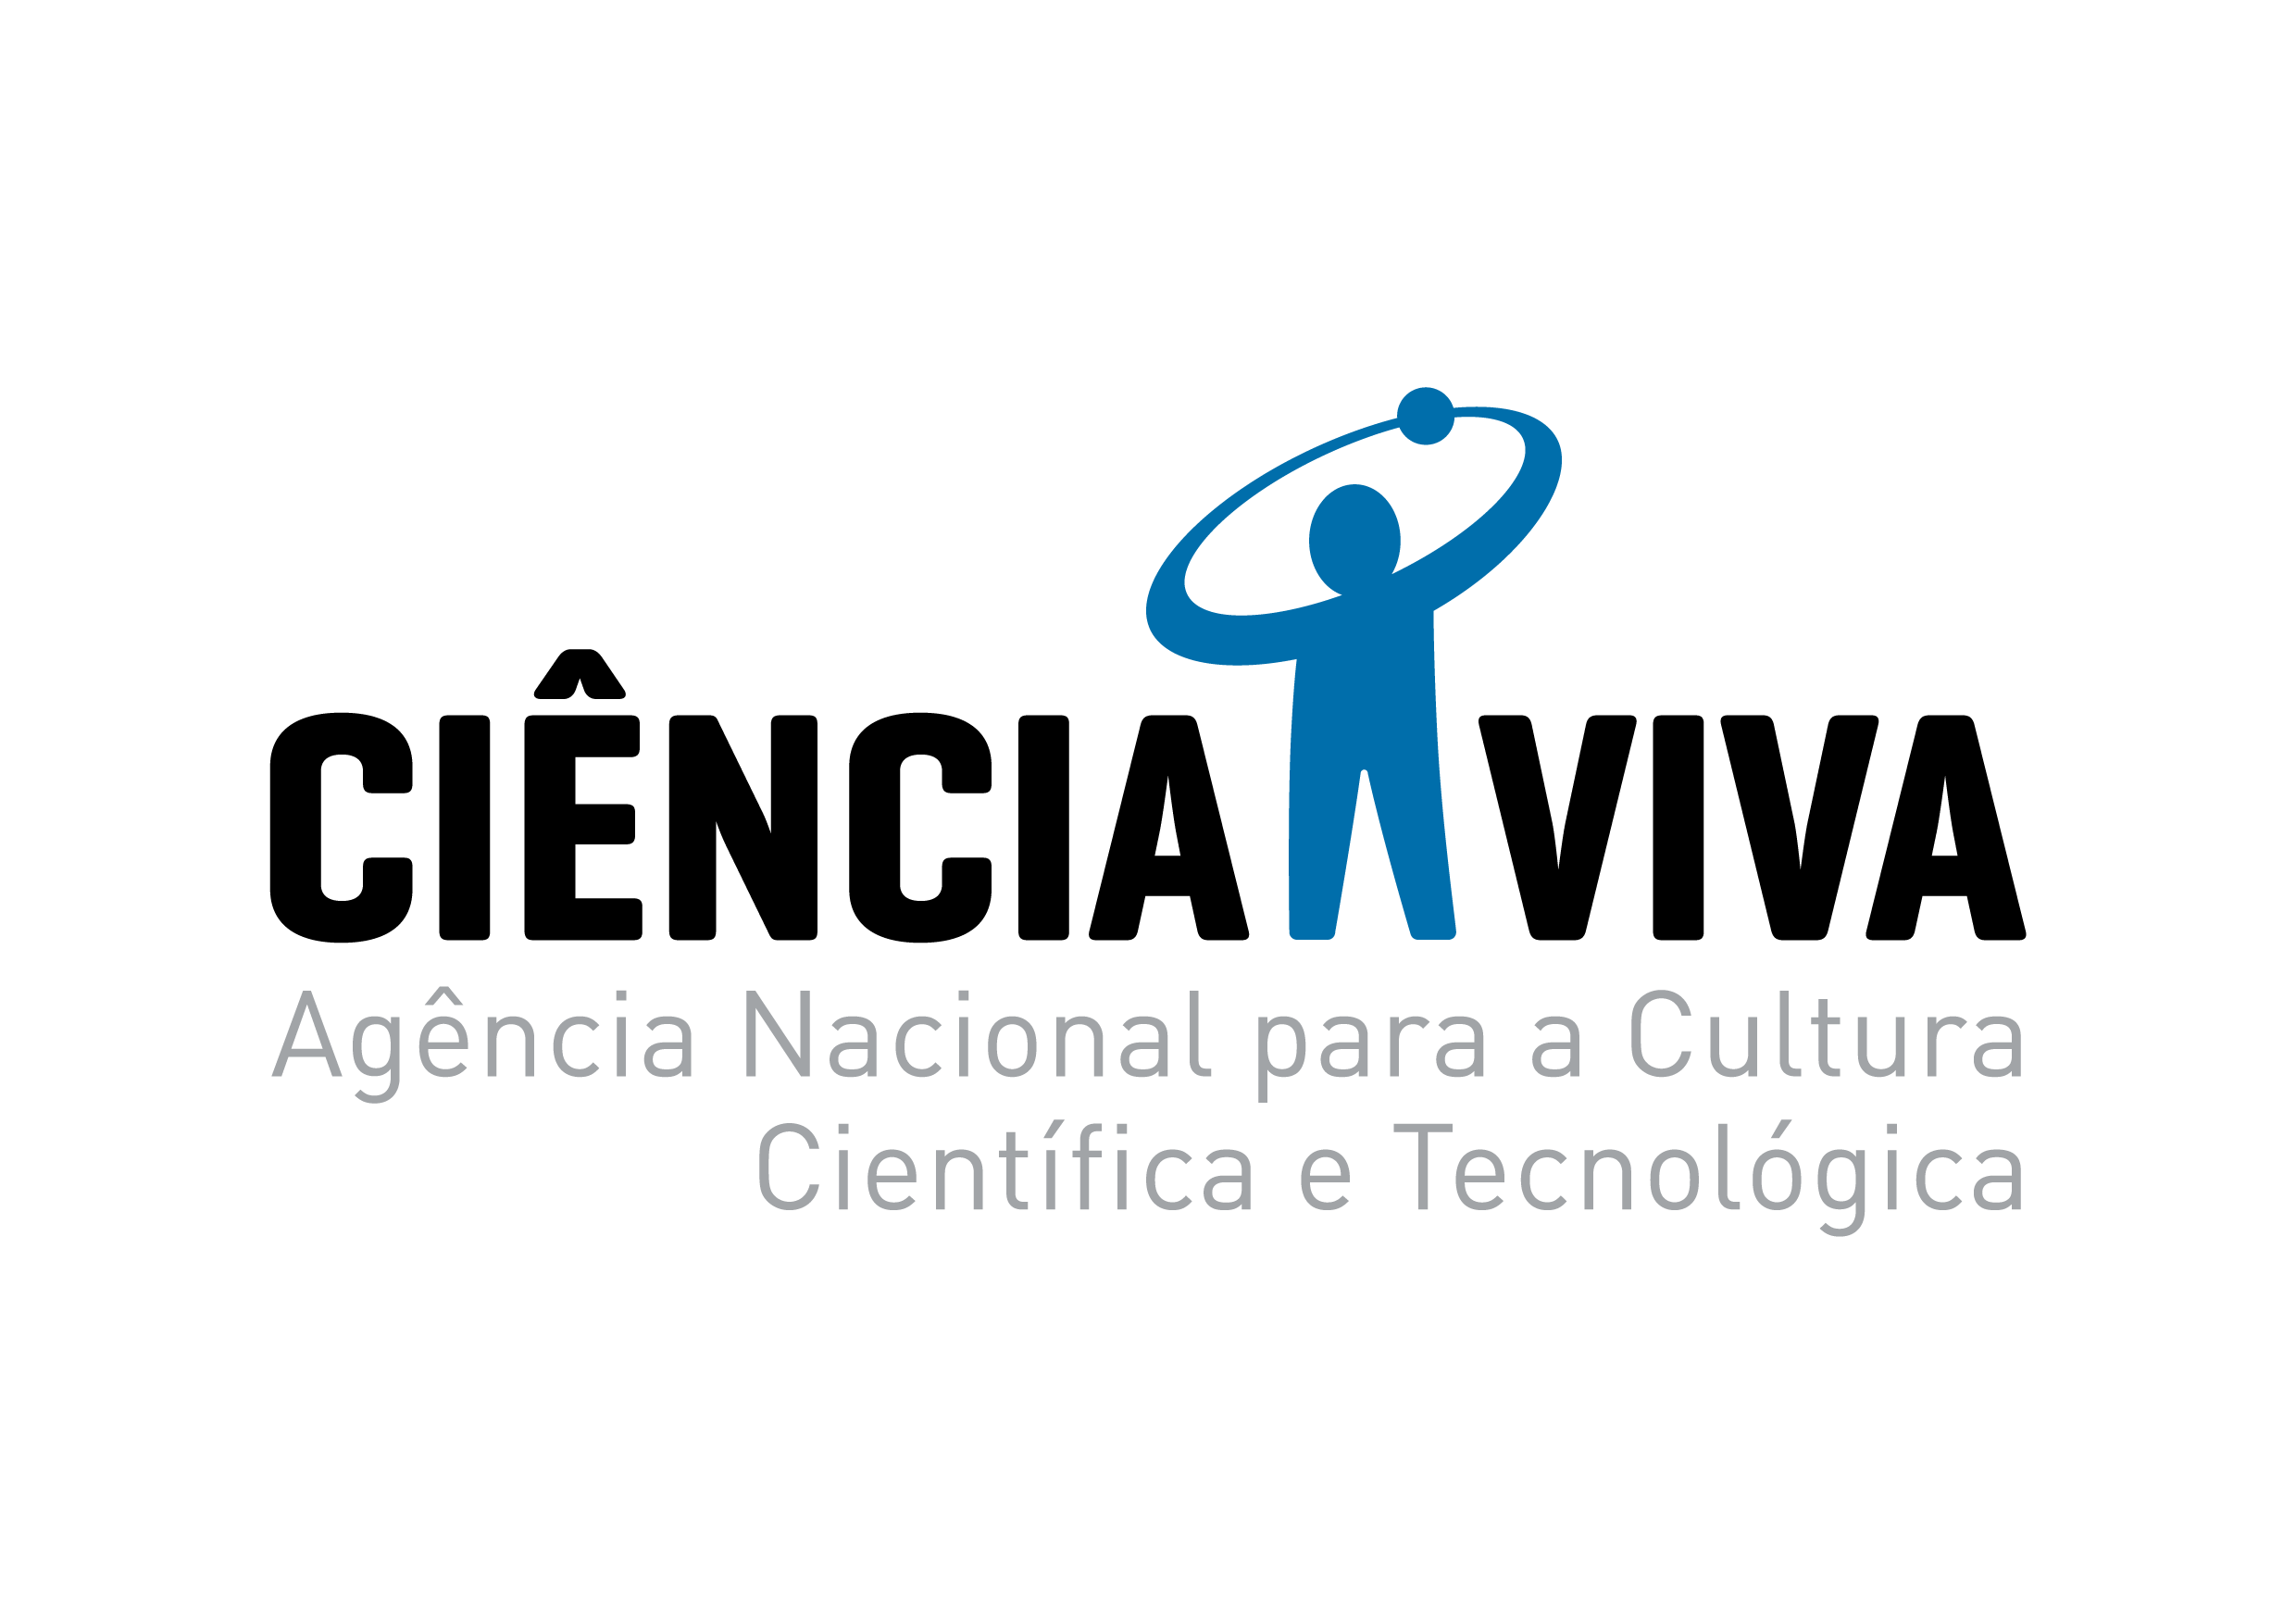 CIÊNCIA VIVA
Agência Nacional para a Cultura
Científica e Tecnológica